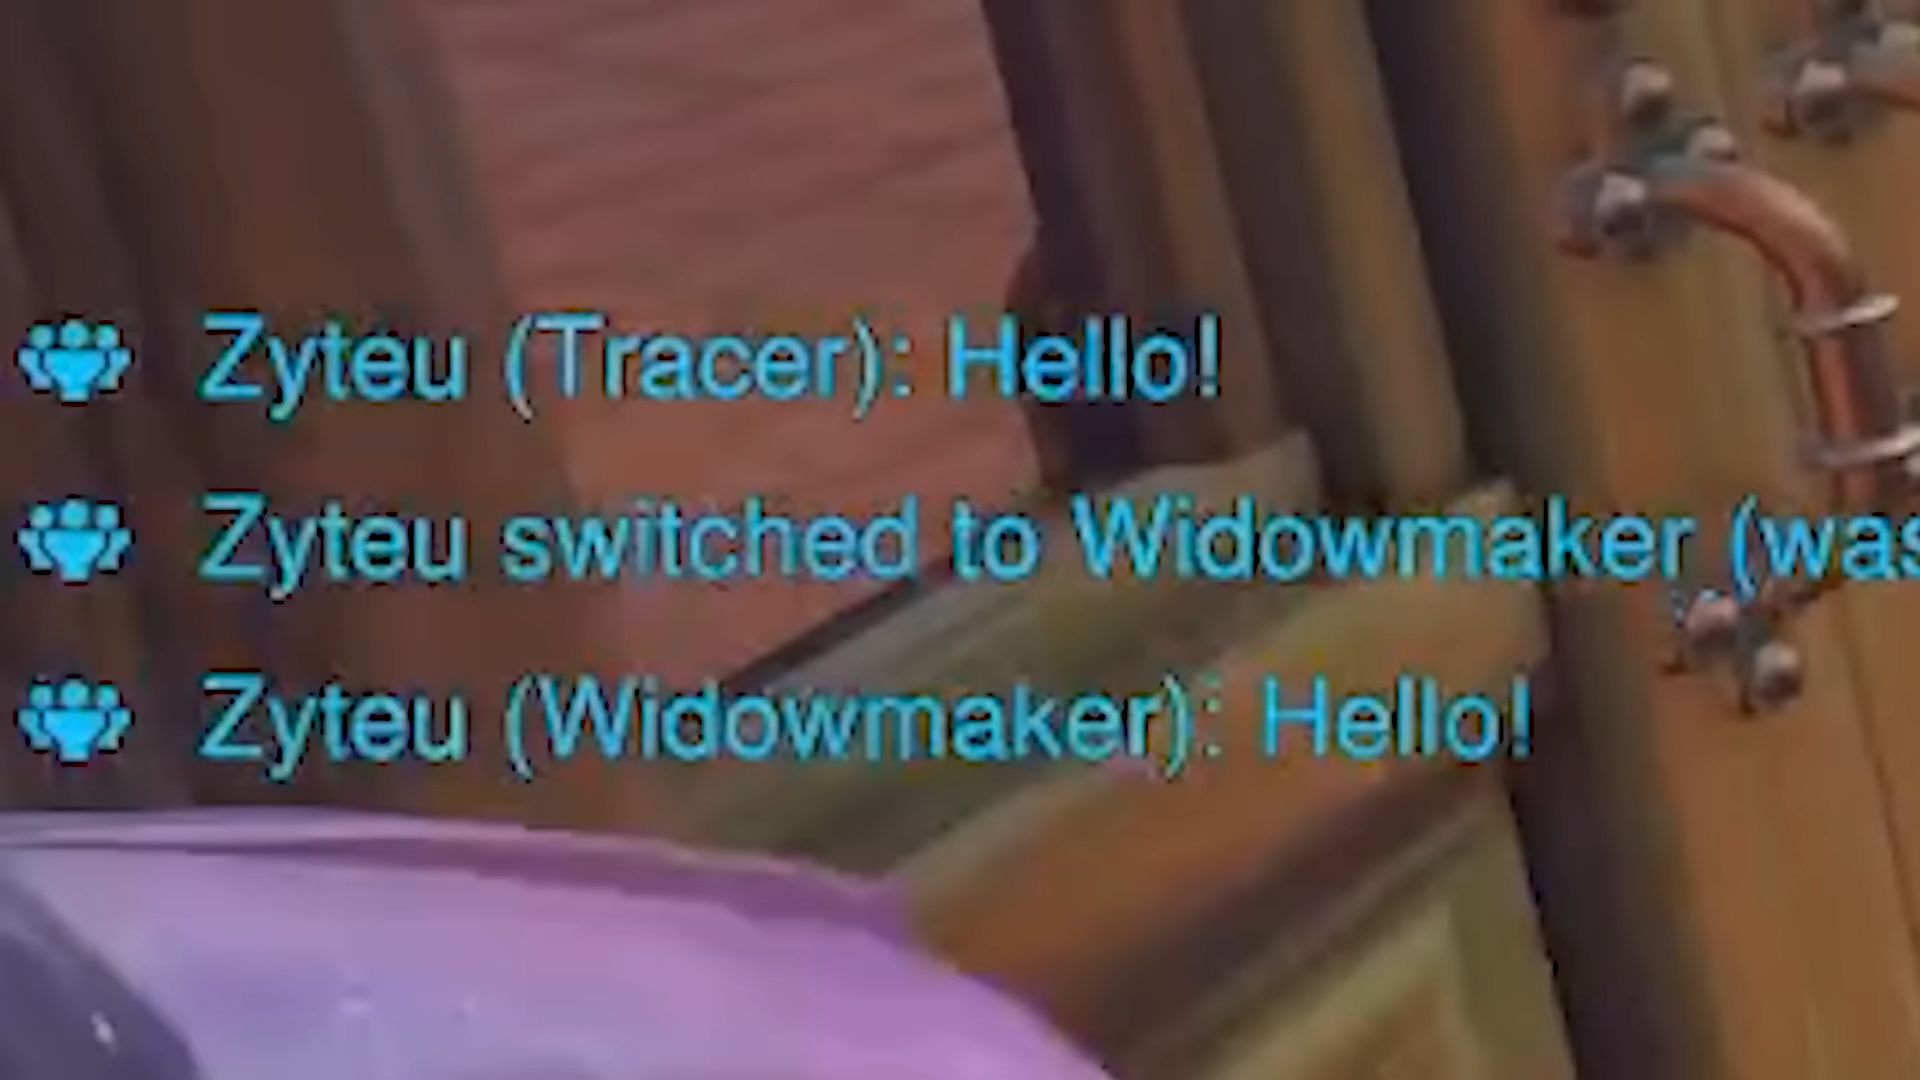 Zyteu (Tracer): Hello!
Zyteu switched to Widowmaker (was
Zyteu (Widowmaker): Hello!